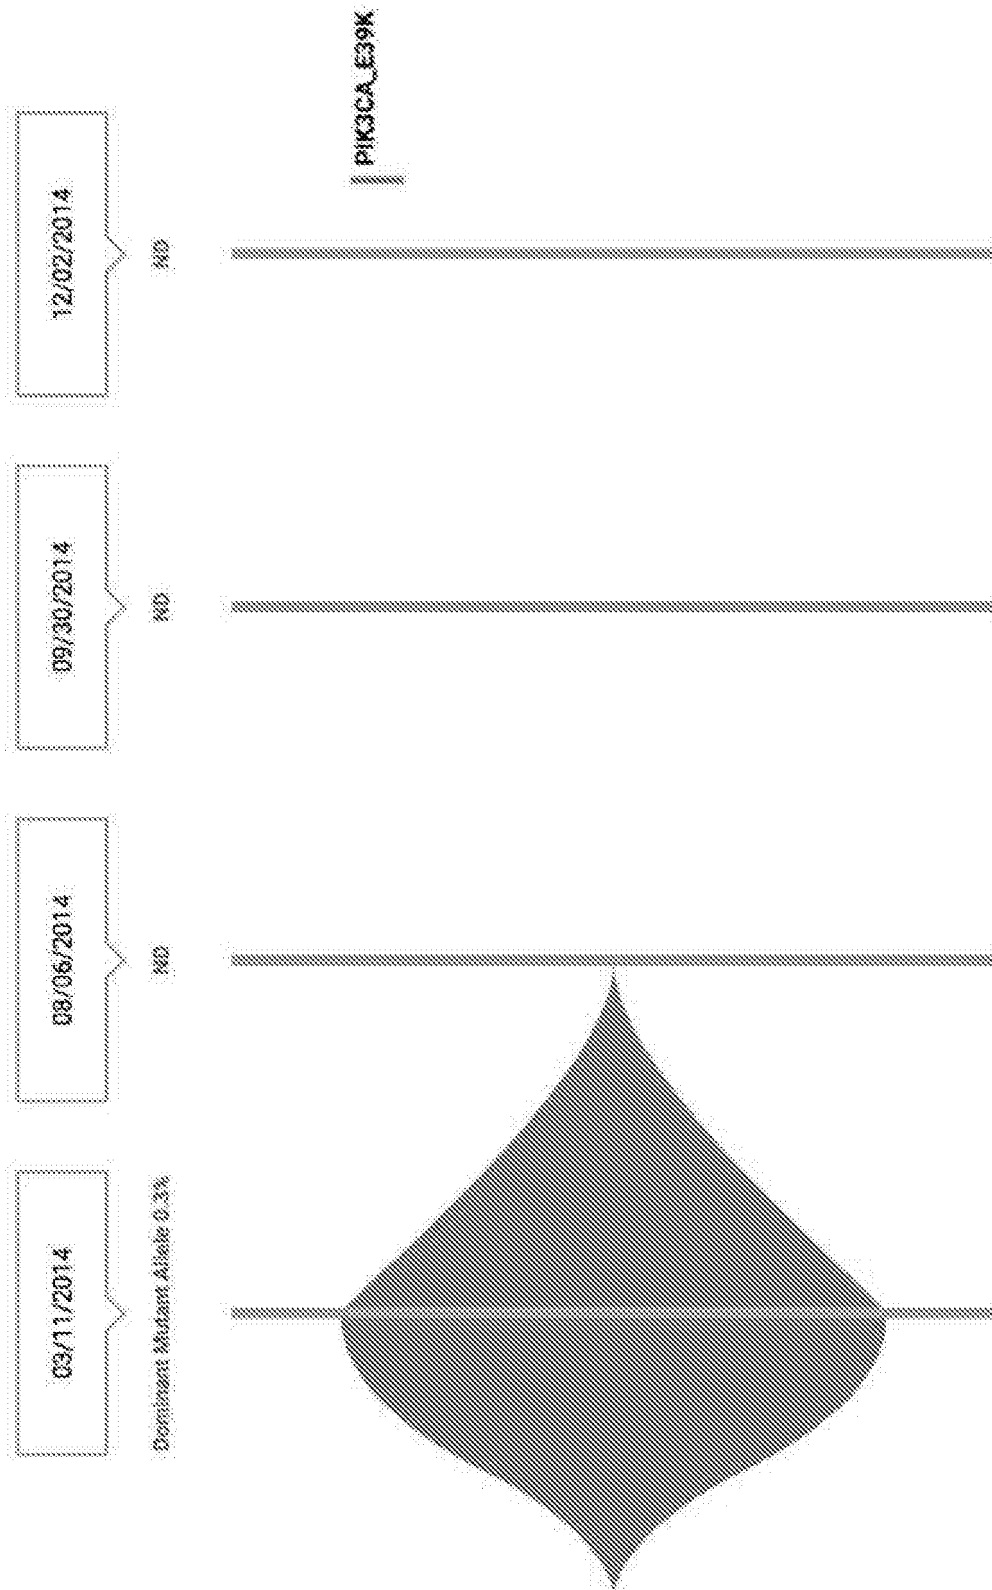 03/11/2014
08/06/2014
09/30/2014
12/02/2014
Dominant Mutant Allele 0.3%
ND
ND
ND
PIK3CA_E39K